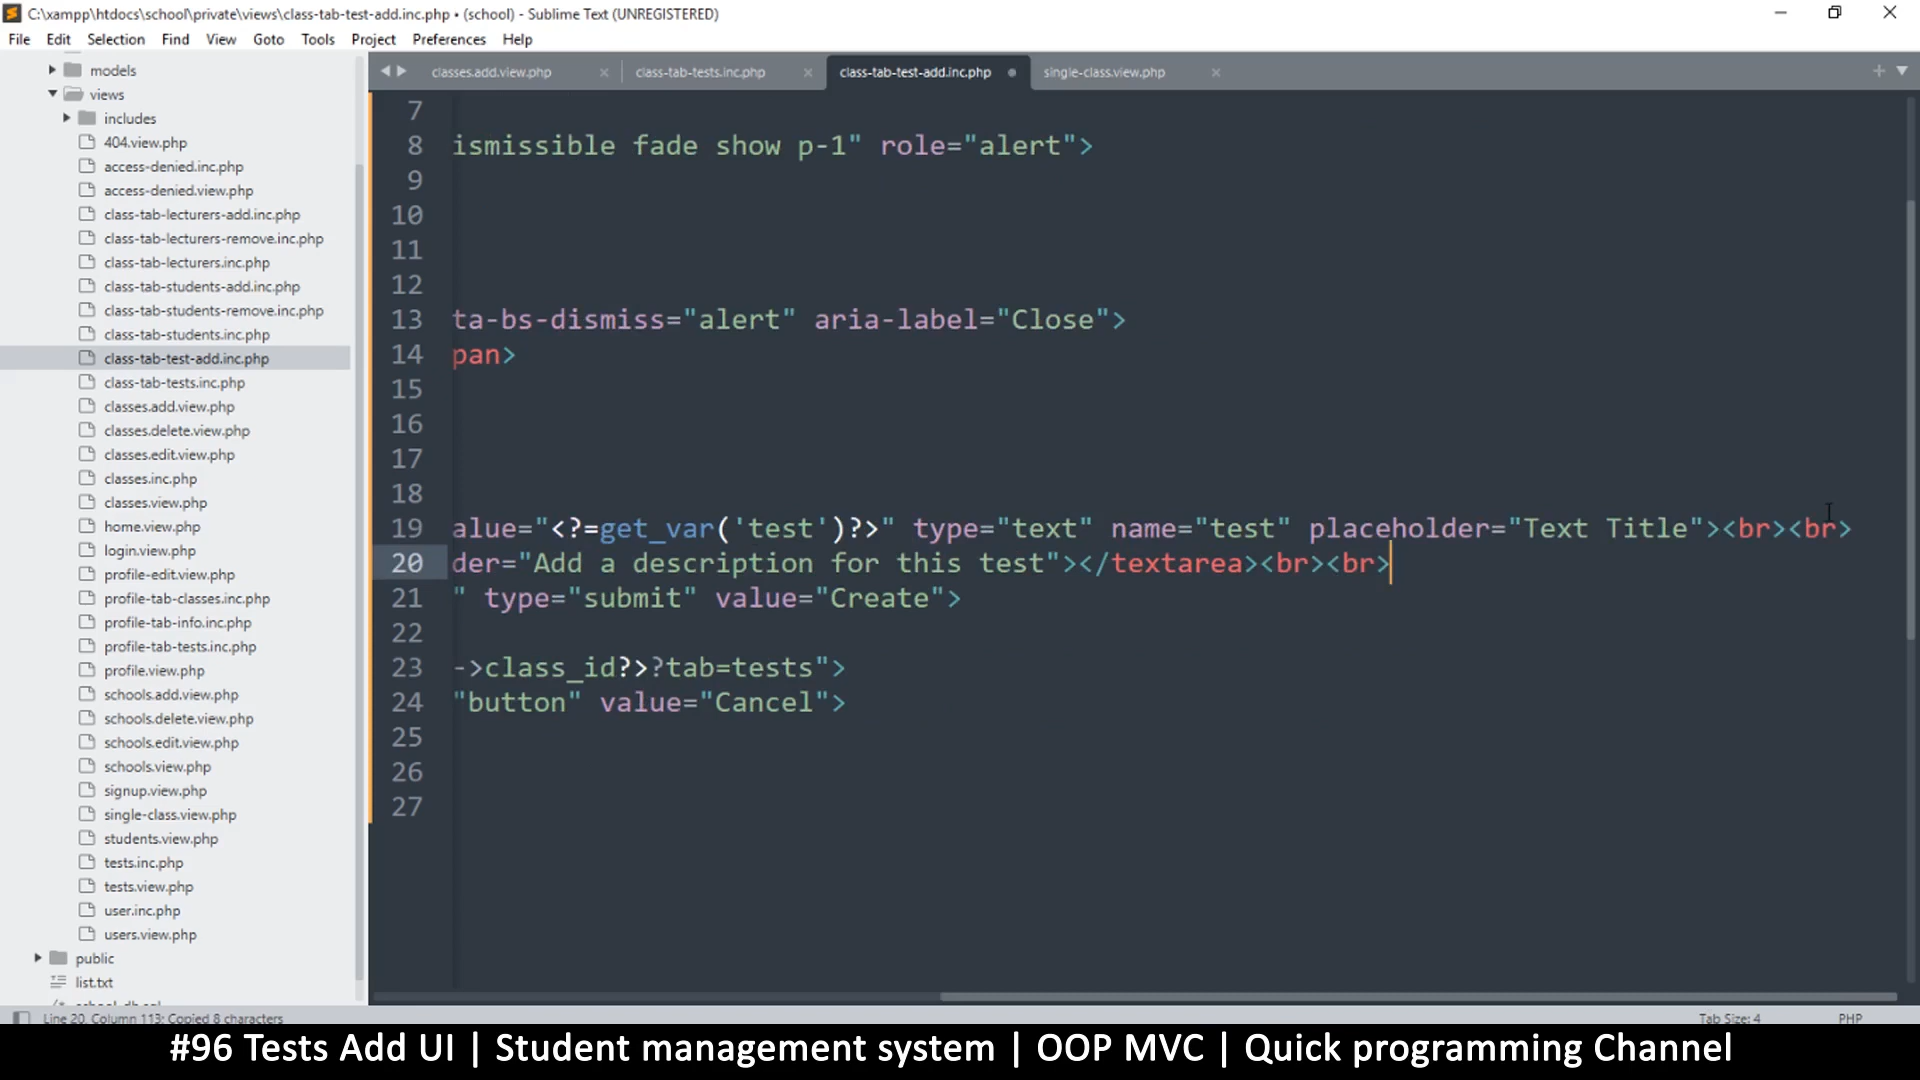 C:\xampp\htdocs\school\private\views\class-tab-test-add.inc.php • (school) - Sublime Text (UNREGISTERED)
File Edit Selection Find View Goto Tools Project Preferences Help
models
views
includes
404.view.php
access-denied.inc.php
access-denied.view.php
class-tab-lecturers-add.inc.php
class-tab-lecturers-remove.inc.php
class-tab-lecturers.inc.php
class-tab-students-add.inc.php
class-tab-students-remove.inc.php
class-tab-students.inc.php
class-tab-test-add.inc.php
class-tab-tests.inc.php
classes.add.view.php
classes.delete.view.php
classes.edit.view.php
classes.inc.php
classes.view.php
home.view.php
login.view.php
profile-edit.view.php
profile-tab-classes.inc.php
profile-tab-info.inc.php
profile-tab-tests.inc.php
profile.view.php
schools.add.view.php
schools.delete.view.php
schools.edit.view.php
schools.view.php
signup.view.php
single-class.view.php
students.view.php
tests.inc.php
tests.view.php
user.inc.php
users.view.php
public
list.txt
classes.add.view.php × class-tab-tests.inc.php × class-tab-test-add.inc.php • single-class.view.php ×
7
8 ismissible fade show p-1" role="alert">
9
10
11
12
13 ta-bs-dismiss="alert" aria-label="Close">
14 pan>
15
16
17
18
19 alue="<?=get_var('test')?>" type="text" name="test" placeholder="Text Title"><br><br>
20 der="Add a description for this test"></textarea><br><br>
21 " type="submit" value="Create">
22
23 ->class_id?>?tab=tests">
24 "button" value="Cancel">
25
26
27
Line 20, Column 113; Copied 8 characters
Tab Size: 4 PHP
#96 Tests Add UI | Student management system | OOP MVC | Quick programming Channel